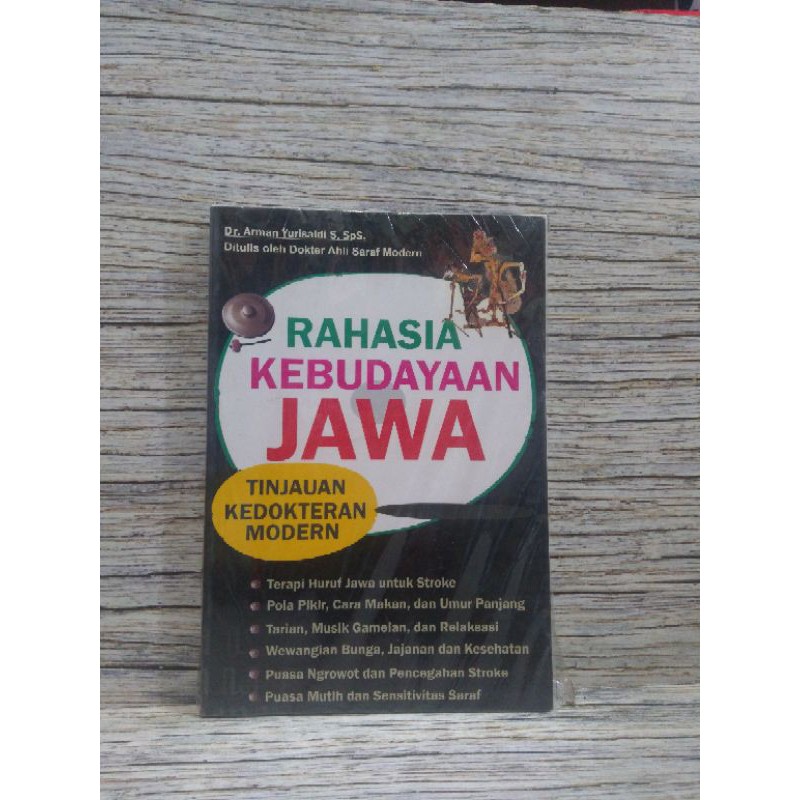 Dr. Arman Yurisaldi S, SpS.
Ditulis oleh Dokter Ahli Saraf Modern
RAHASIA
KEBUDAYAAN
JAWA
TINJAUAN
KEDOKTERAN
MODERN
Terapi Huruf Jawa untuk Stroke
Pola Pikir, Cara Makan, dan Umur Panjang
Tarian, Musik Gamelan, dan Relaksasi
Wewangian Bunga, Jajanan dan Kesehatan
Puasa Ngrowot dan Pencegahan Stroke
Puasa Mutih dan Sensitivitas Saraf